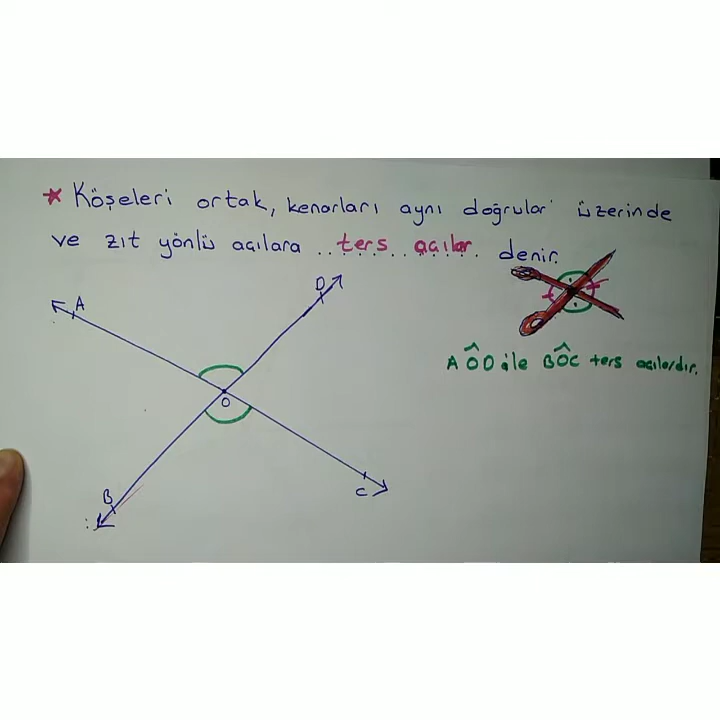 * Köşeleri ortak, kenarları aynı doğrular üzerinde
ve zıt yönlü açılara ..ters..açılar.. denir.
D
A
AÔD ile BÔC ters açılardır.
O
B
C